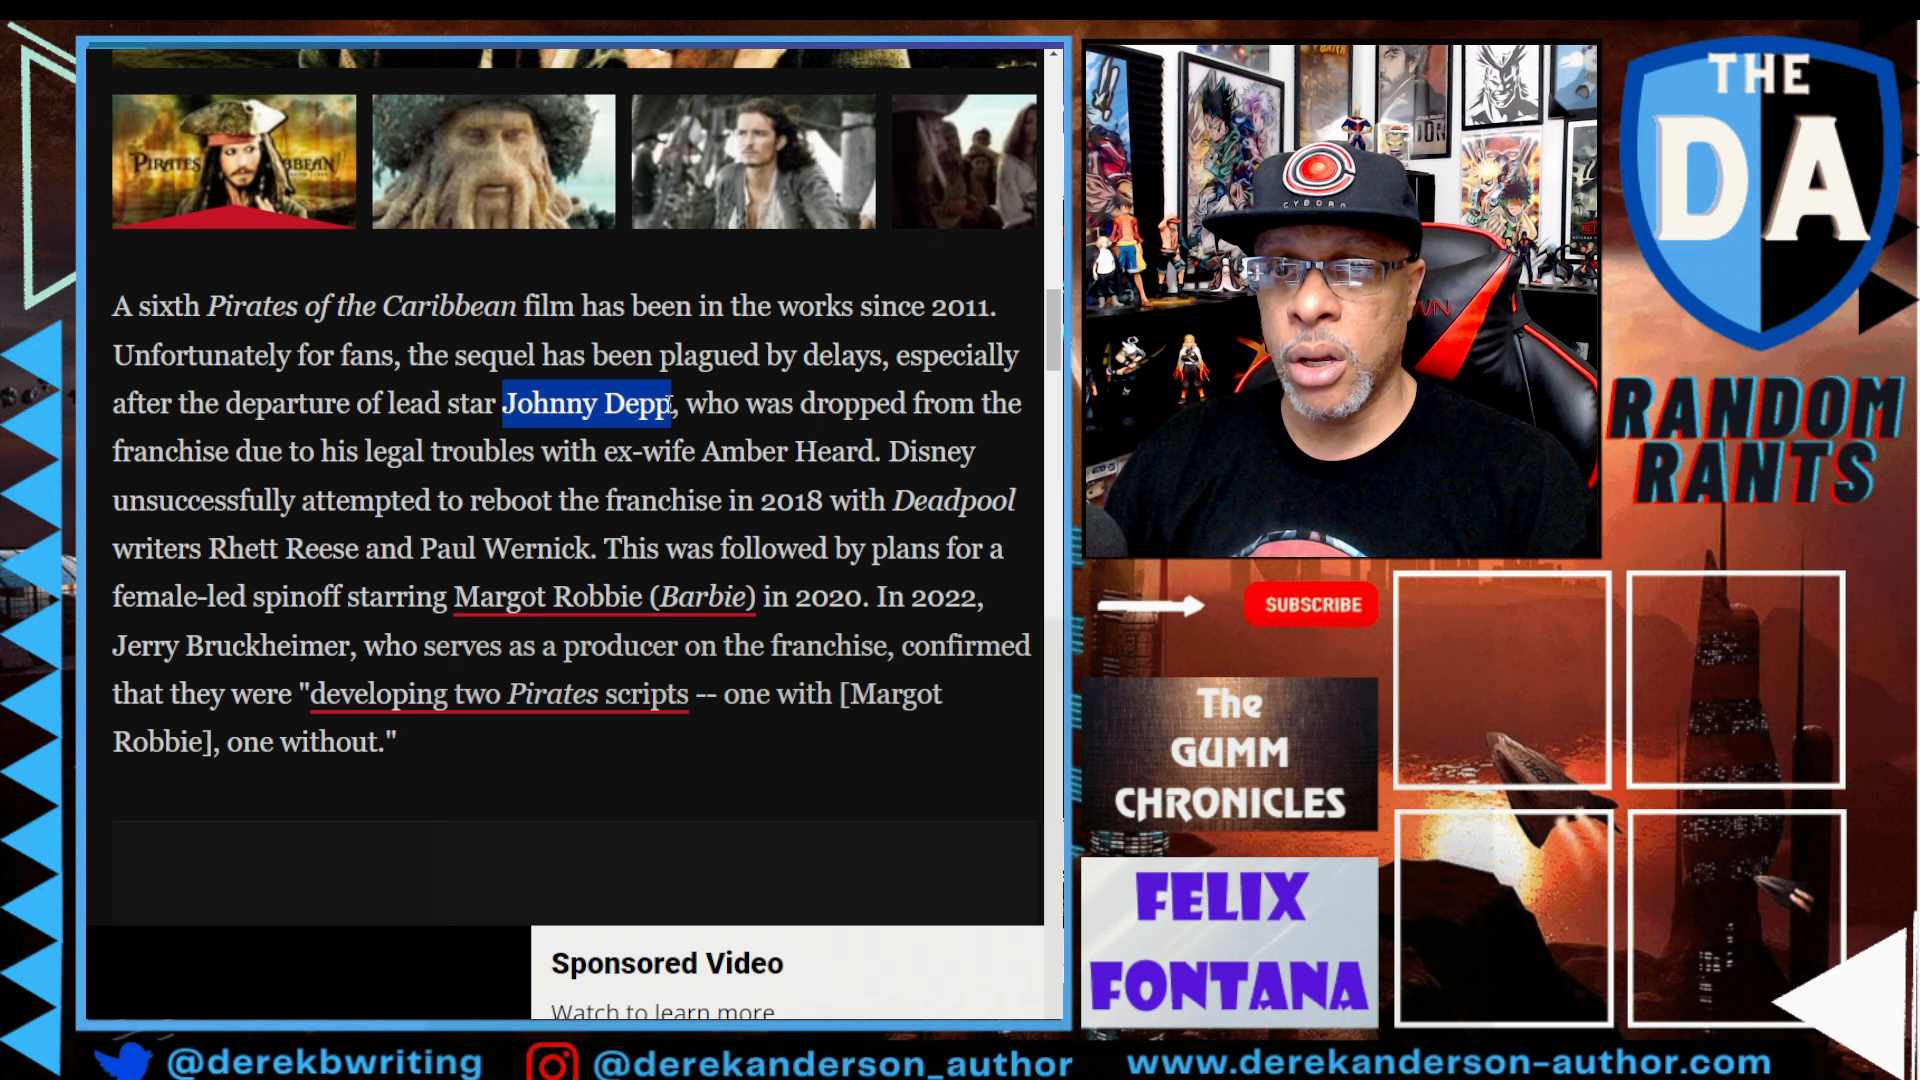 PIRATES
A sixth Pirates of the Caribbean film has been in the works since 2011.
Unfortunately for fans, the sequel has been plagued by delays, especially
after the departure of lead star Johnny Depp, who was dropped from the
franchise due to his legal troubles with ex-wife Amber Heard. Disney
unsuccessfully attempted to reboot the franchise in 2018 with Deadpool
writers Rhett Reese and Paul Wernick. This was followed by plans for a
female-led spinoff starring Margot Robbie (Barbie) in 2020. In 2022,
Jerry Bruckheimer, who serves as a producer on the franchise, confirmed
that they were "developing two Pirates scripts -- one with [Margot
Robbie], one without."
Sponsored Video
Watch to learn more
CYBORG
THE
DA
RANDOM
RANTS
SUBSCRIBE
The
GUMM
CHRONICLES
FELIX
FONTANA
@derekbwriting
@derekanderson_author
www.derekanderson-author.com